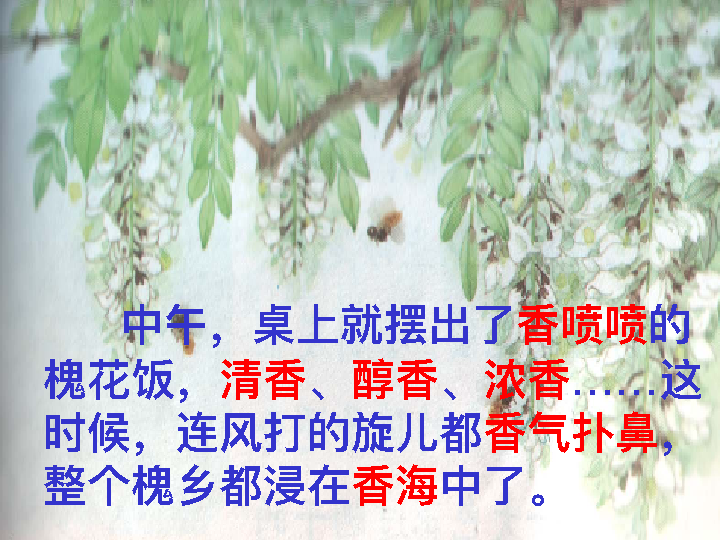 中午，桌上就摆出了香喷喷的
槐花饭，清香、醇香、浓香……这
时候，连风打的旋儿都香气扑鼻，
整个槐乡都浸在香海中了。